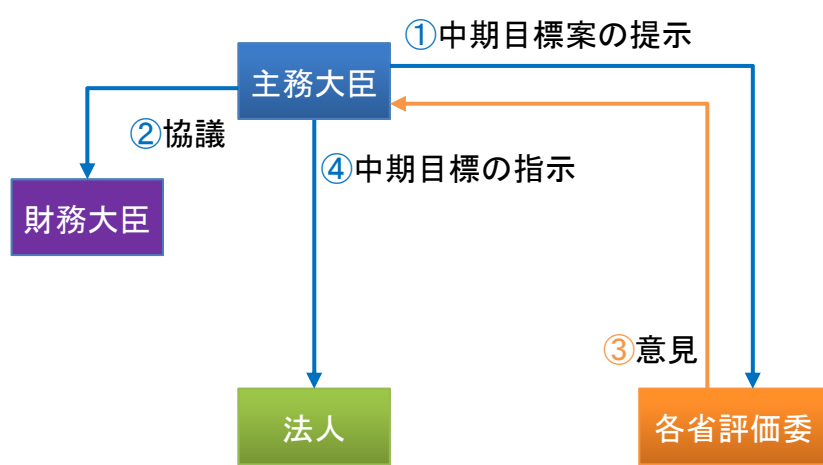 ①中期目標案の提示
主務大臣
②協議
④中期目標の指示
財務大臣
③意見
法人
各省評価委